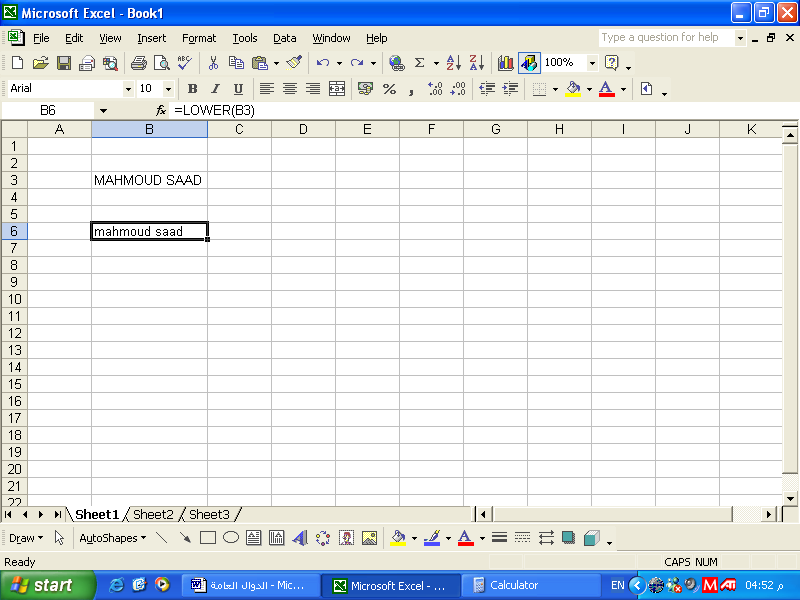 Microsoft Excel - Book1
File Edit View Insert Format Tools Data Window Help Type a question for help
100%
Arial 10 B I U
B6 fx =LOWER(B3)
A B C D E F G H I J K
1
2
3 MAHMOUD SAAD
4
5
6 mahmoud saad
7
8
9
10
11
12
13
14
15
16
17
18
19
20
21
22
Sheet1 Sheet2 Sheet3
Draw AutoShapes
Ready CAPS NUM
start الدوال العامة - Mic... Microsoft Excel - ... Calculator EN 04:52 م